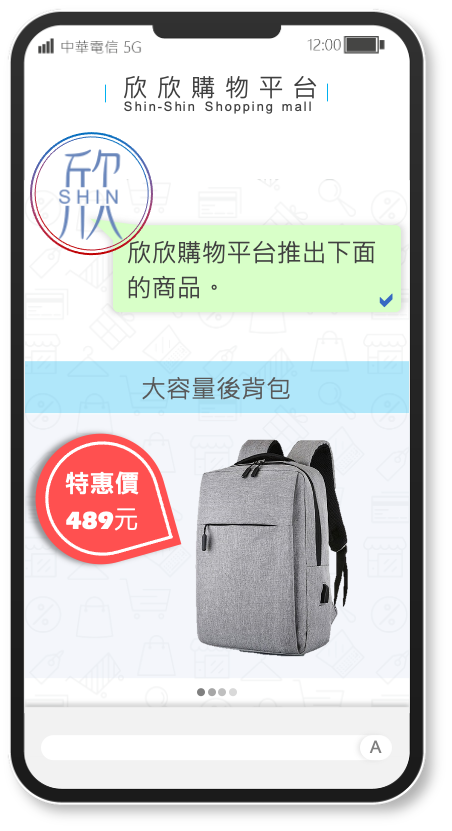 中華電信 5G 12:00
欣欣購物平台
Shin-Shin Shopping mall
欣
SHIN
欣欣購物平台推出下面
的商品。
大容量後背包
特惠價
489元
A